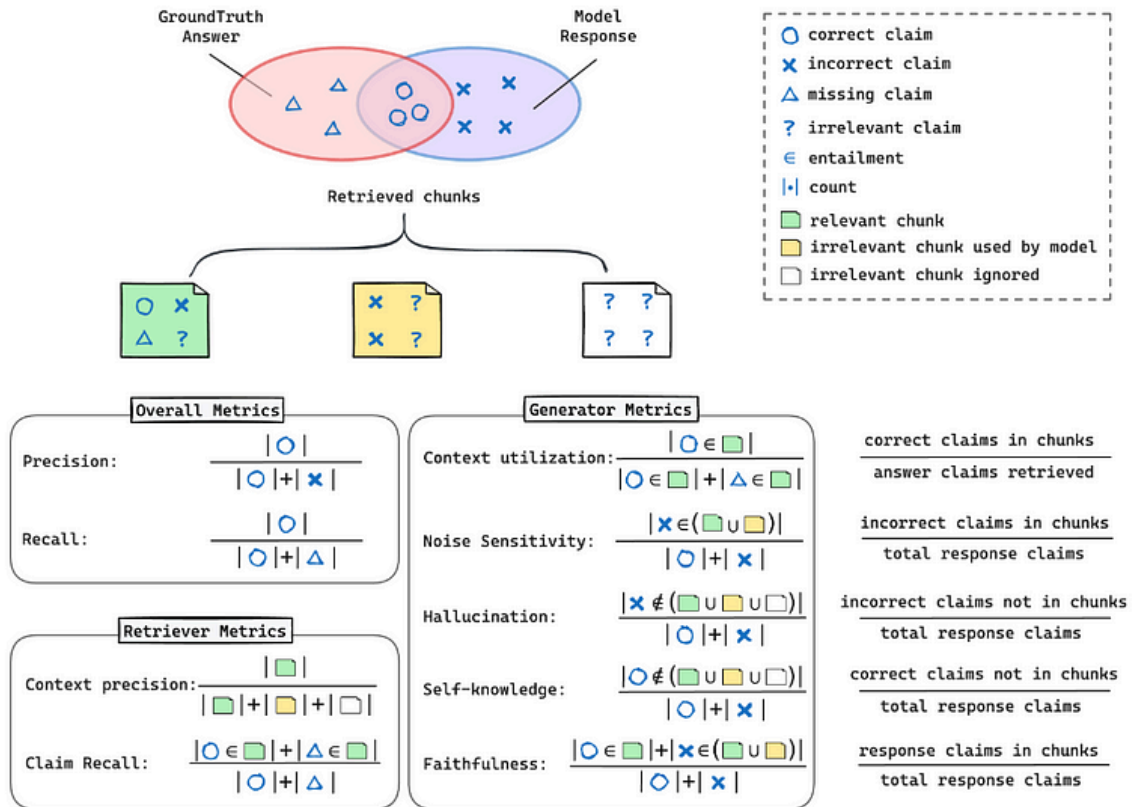 GroundTruth
Answer
Model
Response
○ correct claim
× incorrect claim
△ missing claim
? irrelevant claim
∈ entailment
|•| count
relevant chunk
irrelevant chunk used by model
irrelevant chunk ignored
Retrieved chunks
? ?
? ?
? ?
? ?
Overall Metrics
Precision:
|○|
|○|+|×|
Recall:
|○|
|○|+|△|
Retriever Metrics
Context precision:
| |
| |+| |+| |
Claim Recall:
|○∈ |+|△∈ |
|○|+|△|
Generator Metrics
Context utilization:
|○∈ |
|○∈ |+|△∈ |
correct claims in chunks
answer claims retrieved
Noise Sensitivity:
|×∈( ∪ )|
|○|+|×|
incorrect claims in chunks
total response claims
Hallucination:
|×∉( ∪ ∪ )|
|○|+|×|
incorrect claims not in chunks
total response claims
Self-knowledge:
|○∉( ∪ ∪ )|
|○|+|×|
correct claims not in chunks
total response claims
Faithfulness:
|○∈ |+|×∈( ∪ )|
|○|+|×|
response claims in chunks
total response claims